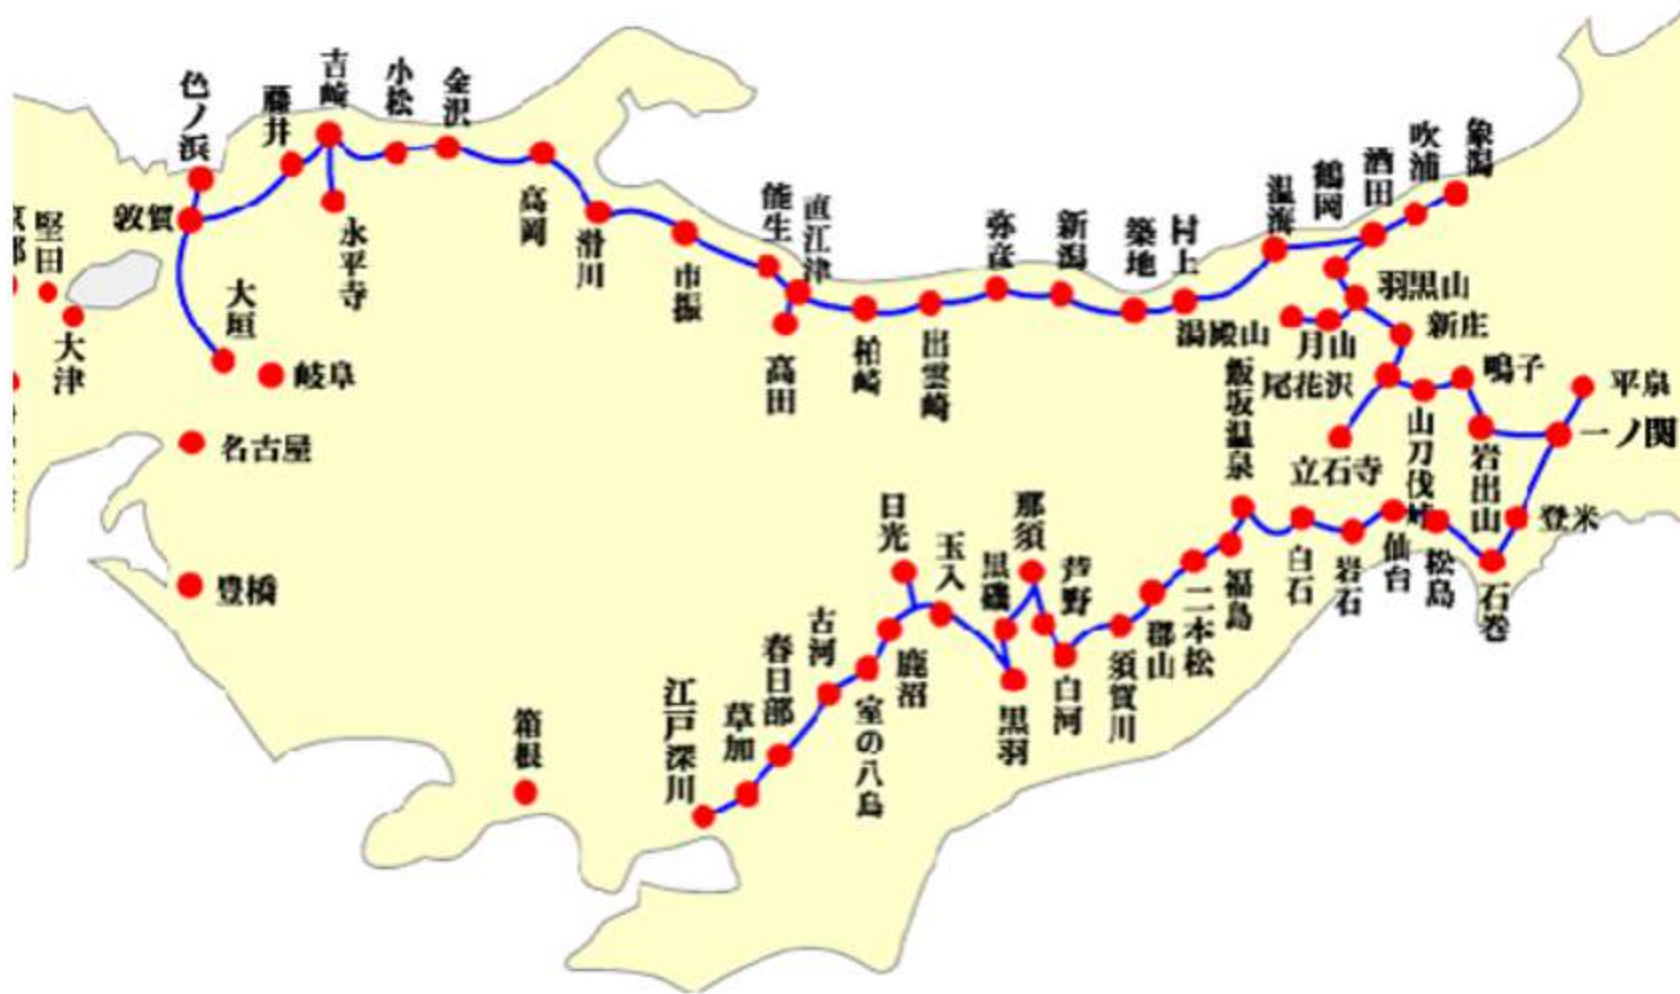 色ノ浜
藤井
吉崎
小松
金沢
敦賀
永平寺
高岡
滑川
市振
能生
直江津
高田
柏崎
出雲崎
弥彦
新潟
築地
村上
温海
鶴岡
酒田
吹浦
象潟
羽黒山
湯殿山
月山
新庄
尾花沢
鳴子
平泉
一ノ関
立石寺
山刀伐峠
岩出山
登米
堅田
大津
大垣
岐阜
名古屋
豊橋
箱根
江戸深川
草加
春日部
古河
室の八島
鹿沼
日光
玉入
黒磯
那須
黒羽
芦野
白河
須賀川
郡山
二本松
福島
飯坂温泉
白石
岩石
仙台
松島
石巻